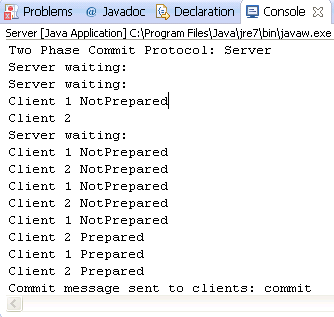 Problems @ Javadoc Declaration Console
Server [Java Application] C:\Program Files\Java\jre7\bin\javaw.exe
Two Phase Commit Protocol: Server
Server waiting:
Server waiting:
Client 1 NotPrepared
Client 2
Server waiting:
Client 1 NotPrepared
Client 2 NotPrepared
Client 1 NotPrepared
Client 2 NotPrepared
Client 1 NotPrepared
Client 2 Prepared
Client 1 Prepared
Client 2 Prepared
Commit message sent to clients: commit